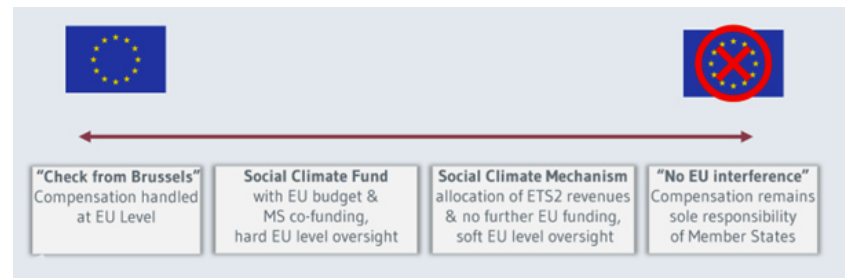 “Check from Brussels”
Compensation handled
at EU Level
Social Climate Fund
with EU budget &
MS co-funding,
hard EU level oversight
Social Climate Mechanism
allocation of ETS2 revenues
& no further EU funding,
soft EU level oversight
“No EU interference”
Compensation remains
sole responsibility
of Member States